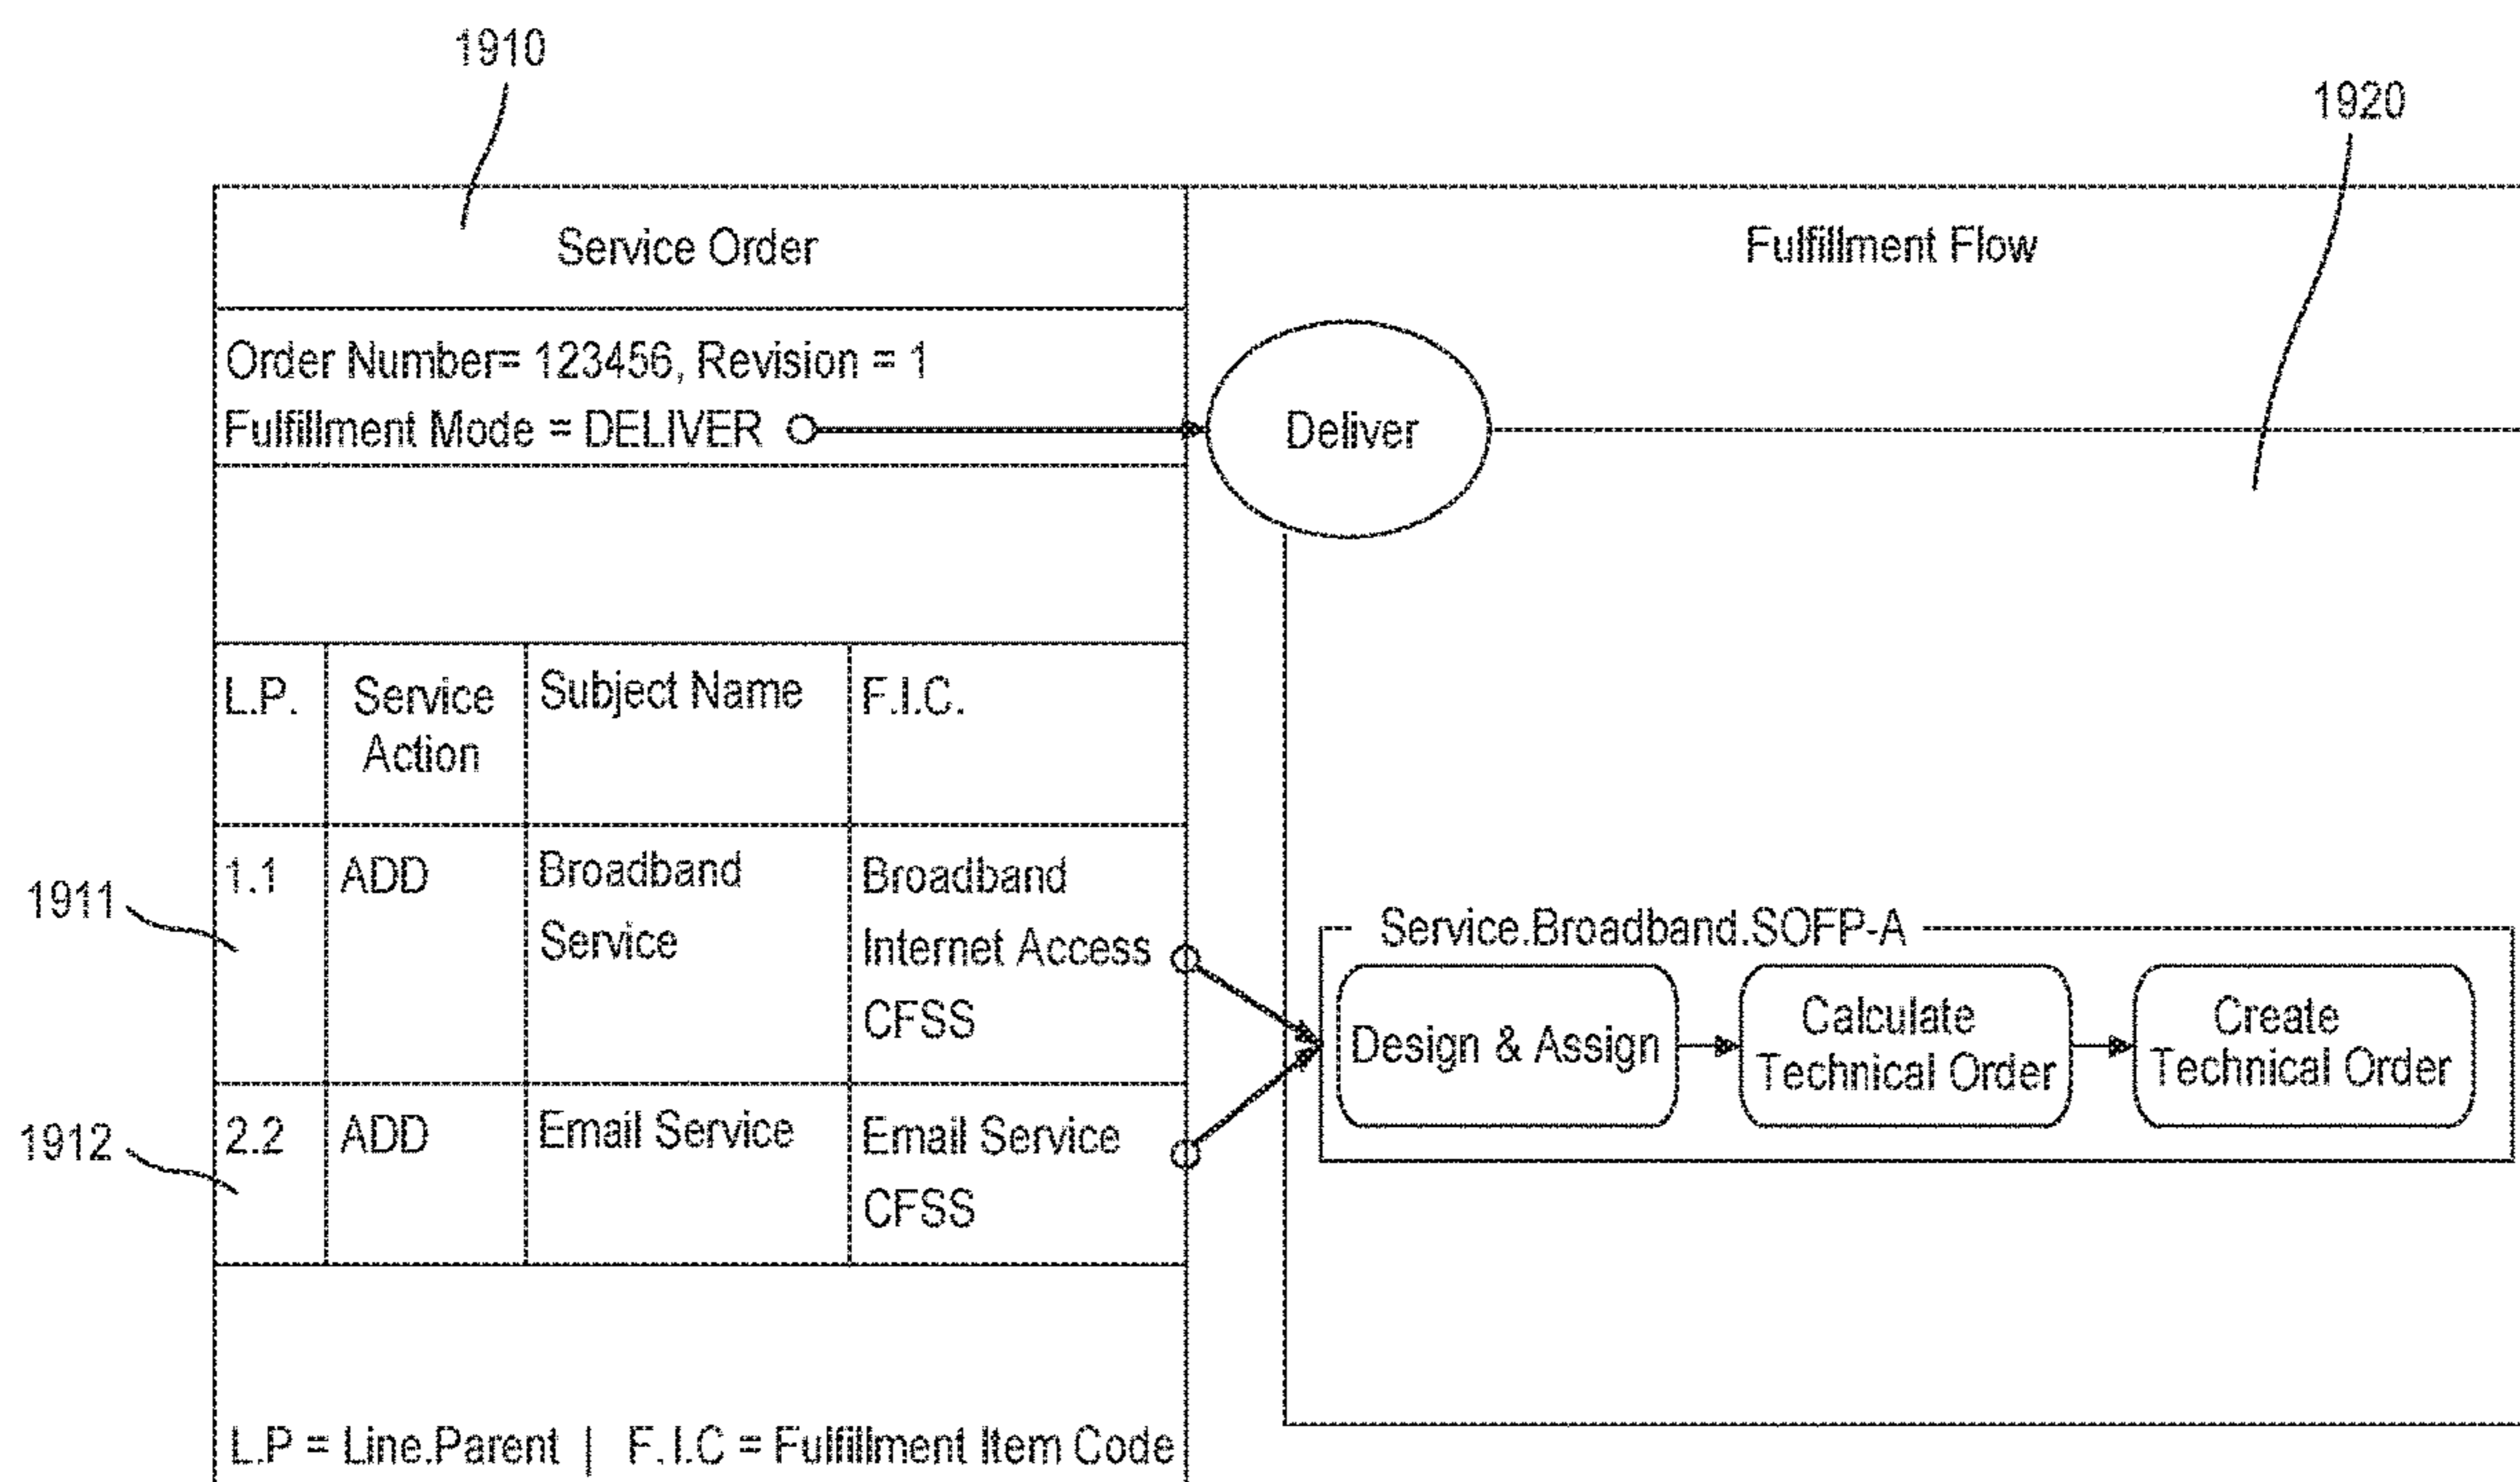 1910
1920
Service Order
Fulfillment Flow
Order Number= 123456, Revision = 1
Fulfillment Mode = DELIVER
Deliver
L.P.
Service
Action
Subject Name
F.I.C.
1911
1.1
ADD
Broadband
Service
Broadband
Internet Access
CFSS
1912
2.2
ADD
Email Service
Email Service
CFSS
Service.Broadband.SOFP-A
Design & Assign
Calculate
Technical Order
Create
Technical Order
L.P = Line.Parent | F.I.C = Fulfillment Item Code